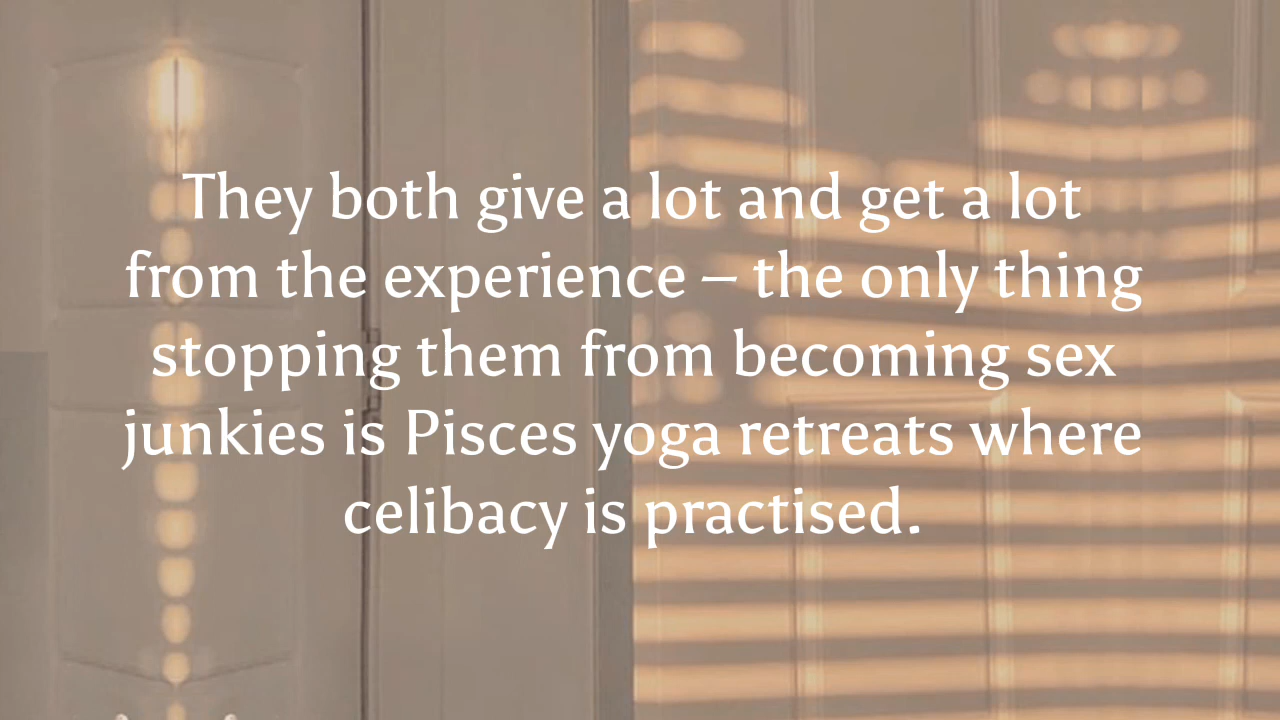 They both give a lot and get a lot
from the experience – the only thing
stopping them from becoming sex
junkies is Pisces yoga retreats where
celibacy is practised.